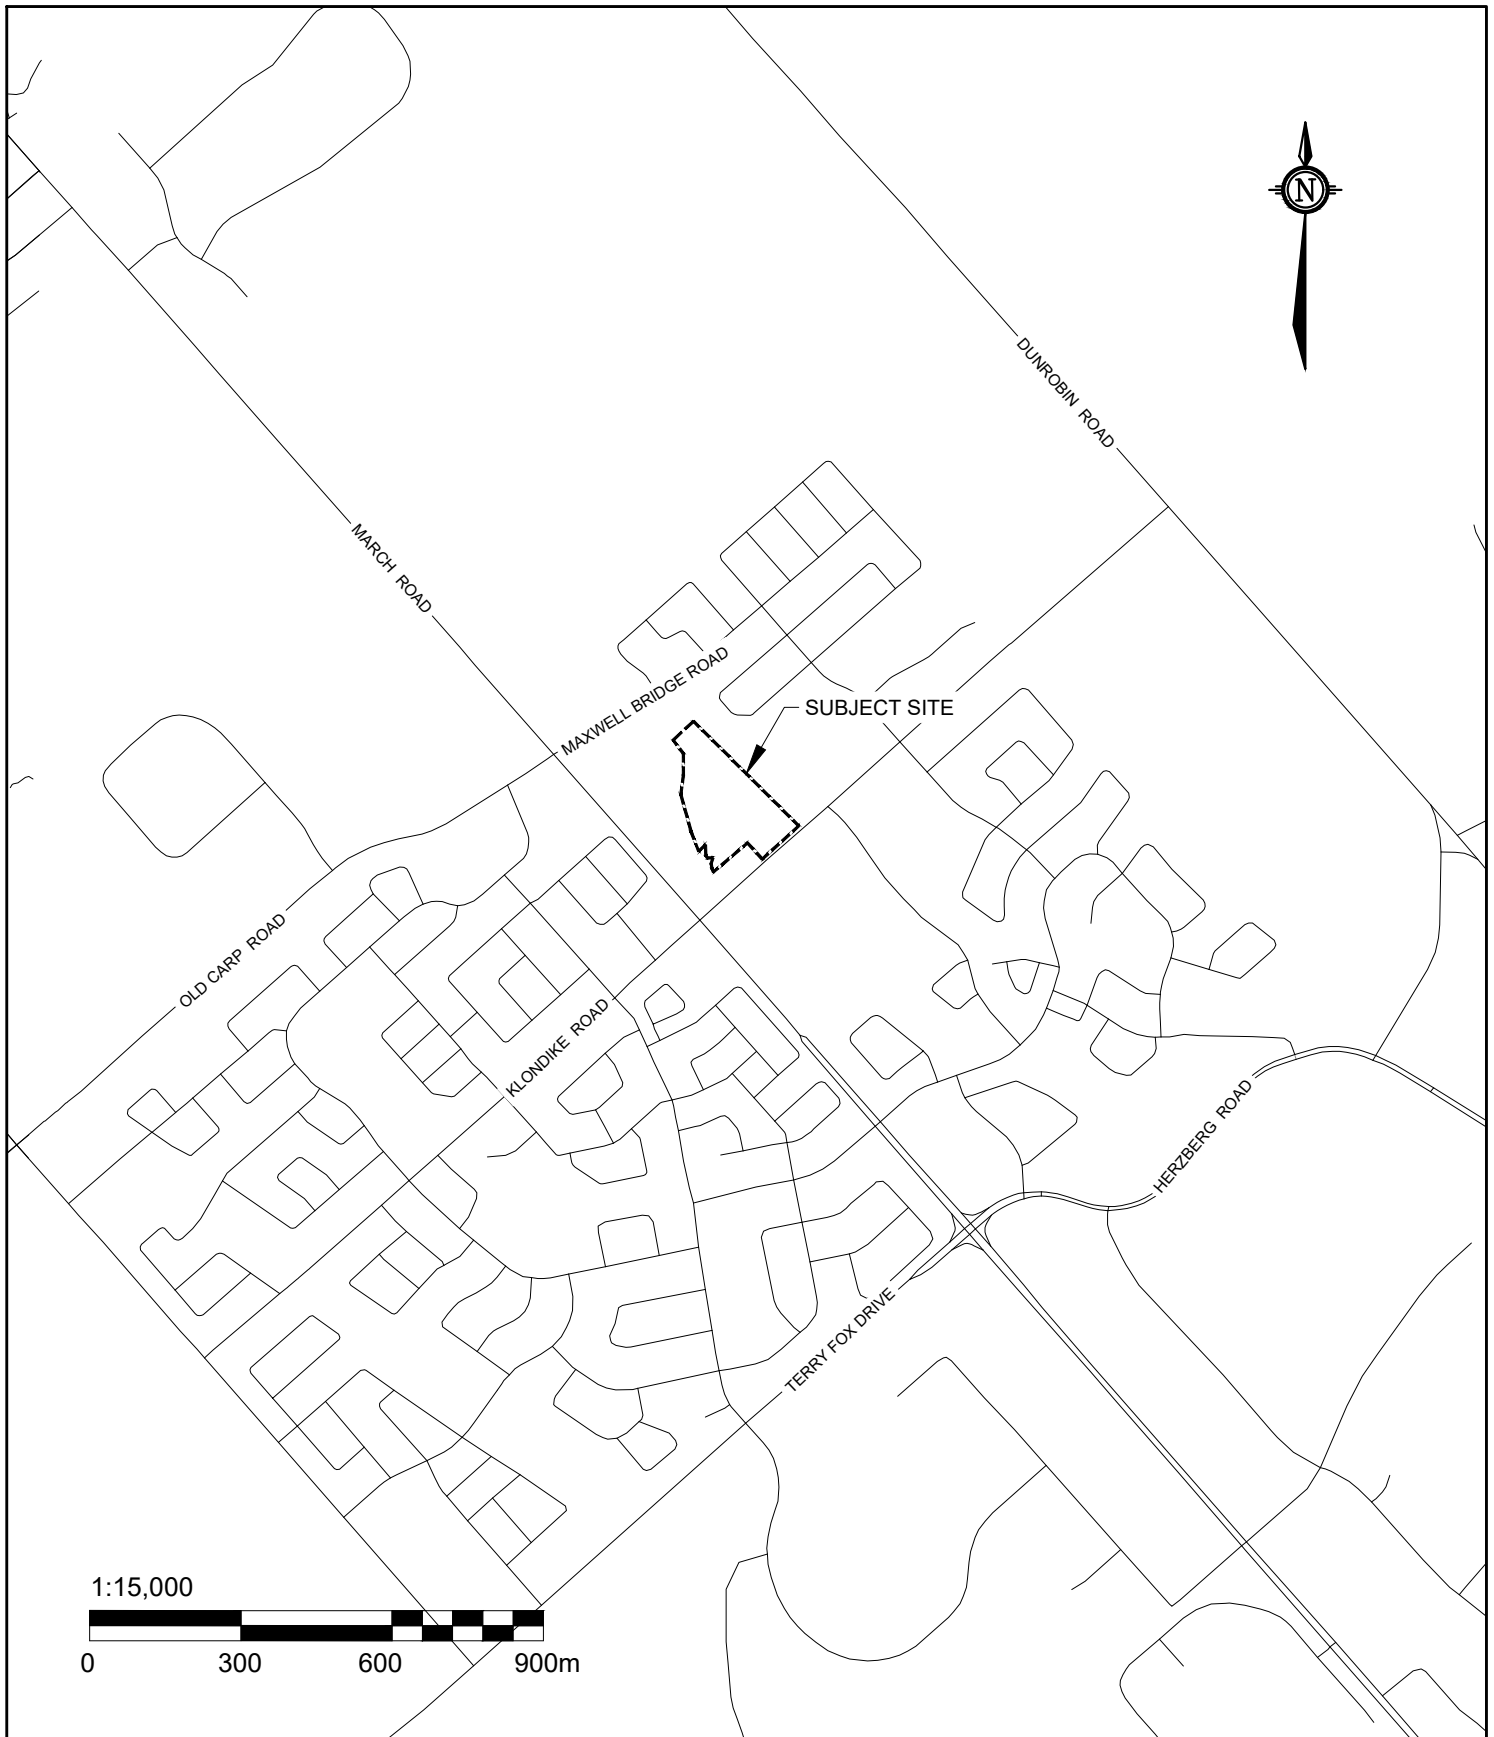 N
DUNROBIN ROAD
MARCH ROAD
MAXWELL BRIDGE ROAD
SUBJECT SITE
OLD CARP ROAD
KLONDIKE ROAD
HERZBERG ROAD
TERRY FOX DRIVE
1:15,000
0 300 600 900m